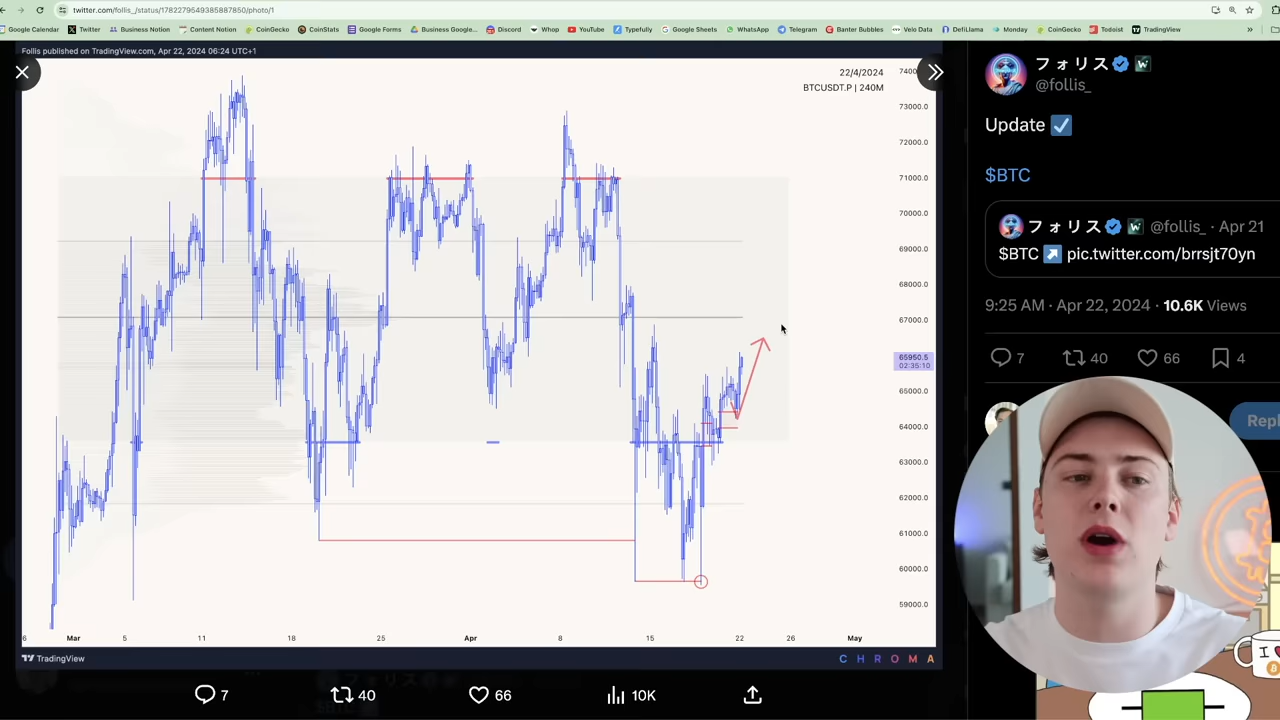 twitter.com/follis_/status/1782279549385887850/photo/1
Google Calendar Twitter Business Notion Content Notion CoinGecko CoinStats Google Forms Business Google... Discord Whop YouTube Typefully Google Sheets WhatsApp Telegram Banter Bubbles Velo Data DefiLlama Monday CoinGecko Todoist TradingView
Follis published on TradingView.com, Apr 22, 2024 06:24 UTC+1
22/4/2024
BTCUSDT.P | 240M
73000.0
72000.0
71000.0
70000.0
69000.0
68000.0
67000.0
65950.5
02:35:10
65000.0
64000.0
63000.0
62000.0
61000.0
60000.0
59000.0
6 Mar 5 11 18 25 Apr 8 15 22 26 May
TradingView
C H R O M A
7 40 66 10K
フォリス
@follis_
Update
$BTC
フォリス @follis_ · Apr 21
$BTC pic.twitter.com/brrsjt70yn
9:25 AM · Apr 22, 2024 · 10.6K Views
7 40 66 4
I